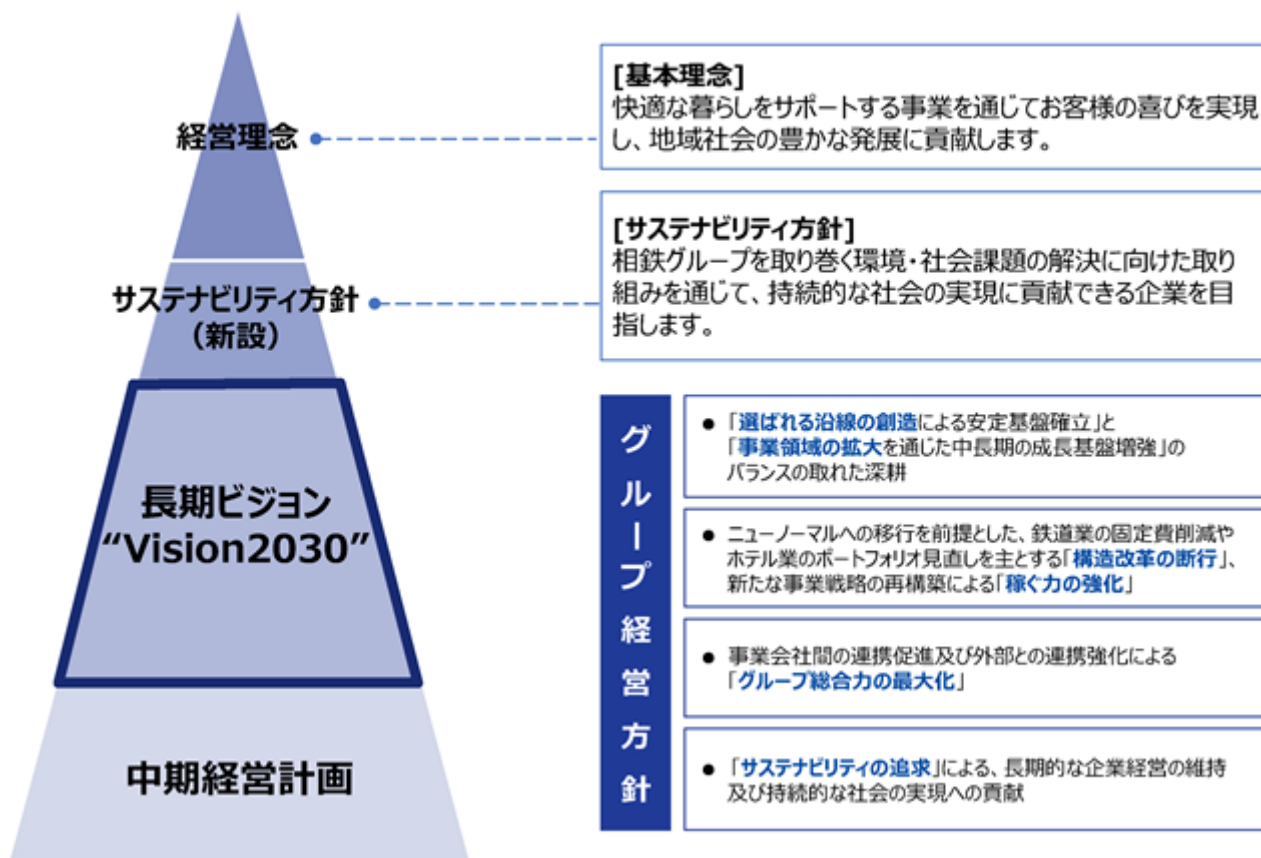 経営理念
サステナビリティ方針
（新設）
長期ビジョン
“Vision2030”
中期経営計画
[基本理念]
快適な暮らしをサポートする事業を通じてお客様の喜びを実現
し、地域社会の豊かな発展に貢献します。
[サステナビリティ方針]
相鉄グループを取り巻く環境・社会課題の解決に向けた取り
組みを通じて、持続的な社会の実現に貢献できる企業を目
指します。
グループ経営方針
● 「選ばれる沿線の創造による安定基盤確立」と
「事業領域の拡大を通じた中長期の成長基盤増強」の
バランスの取れた深耕
● ニューノーマルへの移行を前提とした、鉄道業の固定費削減や
ホテル業のポートフォリオ見直しを主とする「構造改革の断行」、
新たな事業戦略の再構築による「稼ぐ力の強化」
● 事業会社間の連携促進及び外部との連携強化による
「グループ総合力の最大化」
● 「サステナビリティの追求」による、長期的な企業経営の維持
及び持続的な社会の実現への貢献